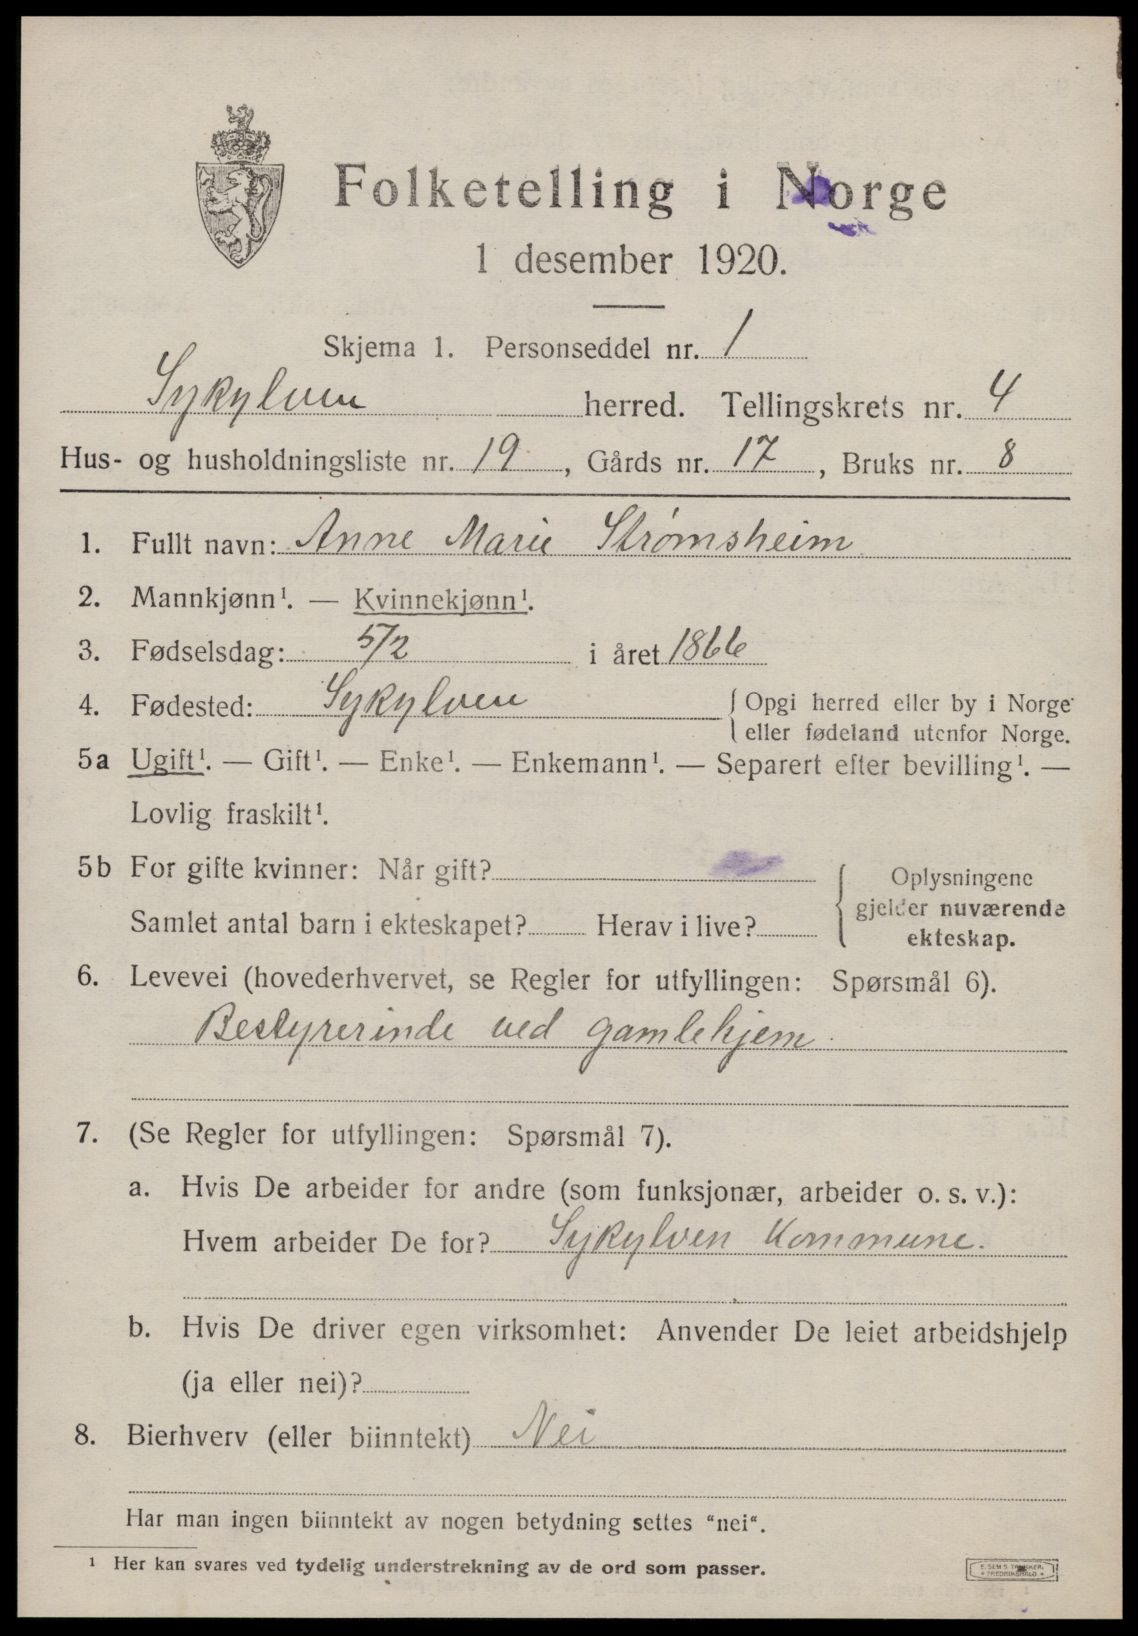 Folketelling i Norge
1 desember 1920.
Skjema 1. Personseddel nr. 1
Sykylven herred. Tellingskrets nr. 4
Hus- og husholdningsliste nr. 19, Gårds nr. 17, Bruks nr. 8
1. Fullt navn: Anne Marie Strømsheim
2. Mannkjønn¹. — Kvinnekjønn¹.
3. Fødselsdag: 5/2 i året 1866
4. Fødested: Sykylven { Opgi herred eller by i Norge
eller fødeland utenfor Norge.
5a Ugift¹. — Gift¹. — Enke¹. — Enkemann¹. — Separert efter bevilling¹. —
Lovlig fraskilt¹.
5b For gifte kvinner: Når gift?
Samlet antal barn i ekteskapet? Herav i live?
{ Oplysningene
gjelder nuværende
ekteskap.
6. Levevei (hovederhvervet, se Regler for utfyllingen: Spørsmål 6).
Bestyrerinde ved gamlehjem.
7. (Se Regler for utfyllingen: Spørsmål 7).
a. Hvis De arbeider for andre (som funksjonær, arbeider o. s. v.):
Hvem arbeider De for? Sykylven Kommune.
b. Hvis De driver egen virksomhet: Anvender De leiet arbeidshjelp
(ja eller nei)?
8. Bierhverv (eller biinntekt) Nei
Har man ingen biinntekt av nogen betydning settes "nei".
¹ Her kan svares ved tydelig understrekning av de ord som passer.